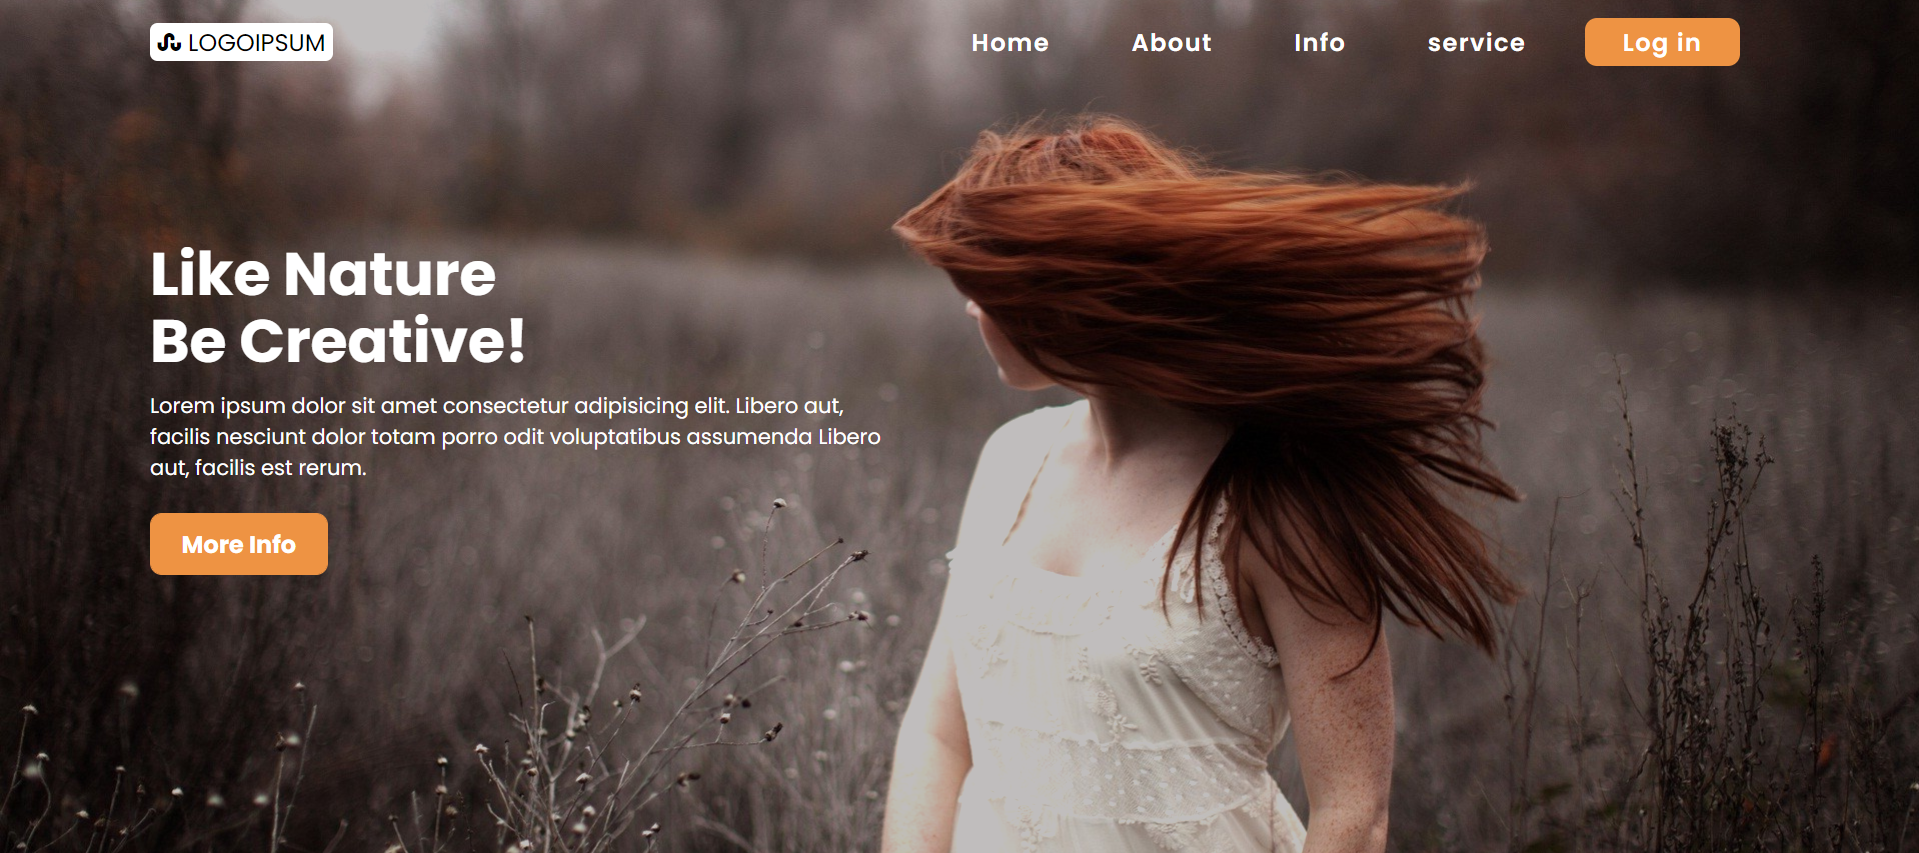 LOGOIPSUM
Home
About
Info
service
Log in
Like Nature
Be Creative!
Lorem ipsum dolor sit amet consectetur adipisicing elit. Libero aut,
facilis nesciunt dolor totam porro odit voluptatibus assumenda Libero
aut, facilis est rerum.
More Info